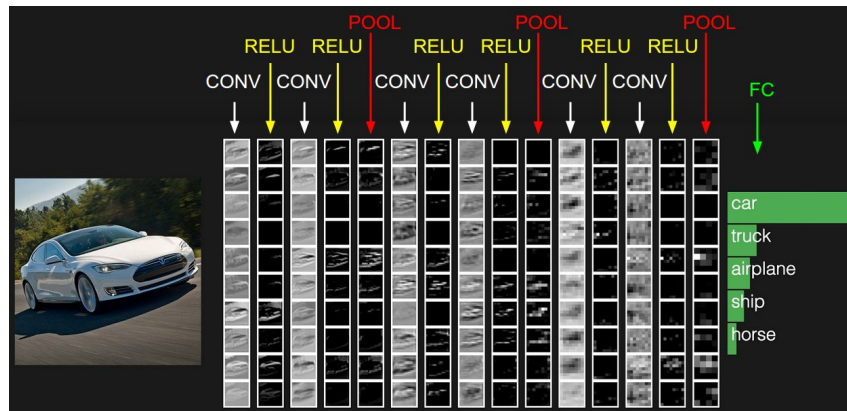 POOL POOL POOL
RELU RELU RELU RELU RELU RELU
CONV CONV CONV CONV CONV CONV
FC
car
truck
airplane
ship
horse